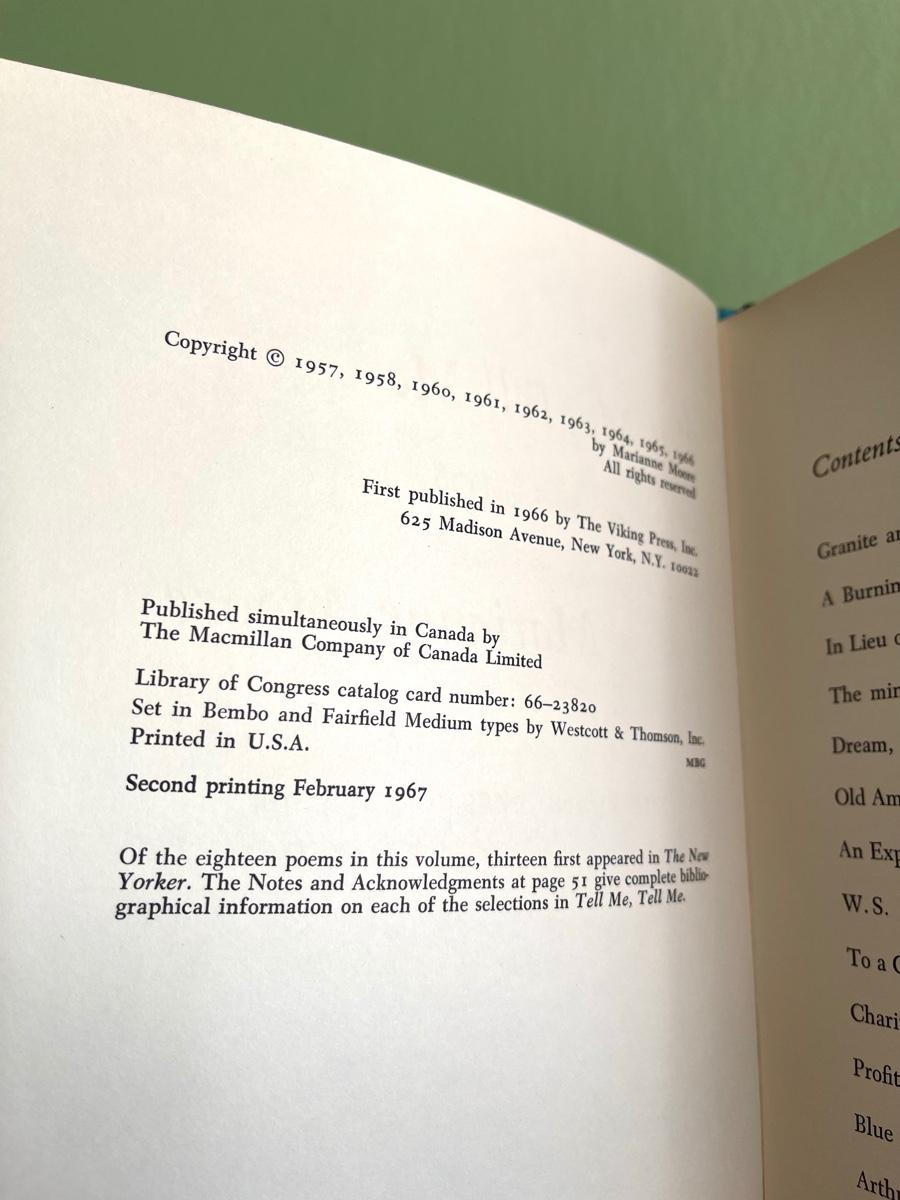 Copyright © 1957, 1958, 1960, 1961, 1962, 1963, 1964, 1965, 1966
by Marianne Moore
All rights reserved
First published in 1966 by The Viking Press, Inc.
625 Madison Avenue, New York, N.Y. 10022
Published simultaneously in Canada by
The Macmillan Company of Canada Limited
Library of Congress catalog card number: 66–23820
Set in Bembo and Fairfield Medium types by Westcott & Thomson, Inc.
Printed in U.S.A.
MBG
Second printing February 1967
Of the eighteen poems in this volume, thirteen first appeared in The New
Yorker. The Notes and Acknowledgments at page 51 give complete biblio-
graphical information on each of the selections in Tell Me, Tell Me.
Contents
Granite
A Burnin
In Lieu
The
Dream,
Old Am
An Exp
W.S.
To a
Chari
Profit
Blue
Arth